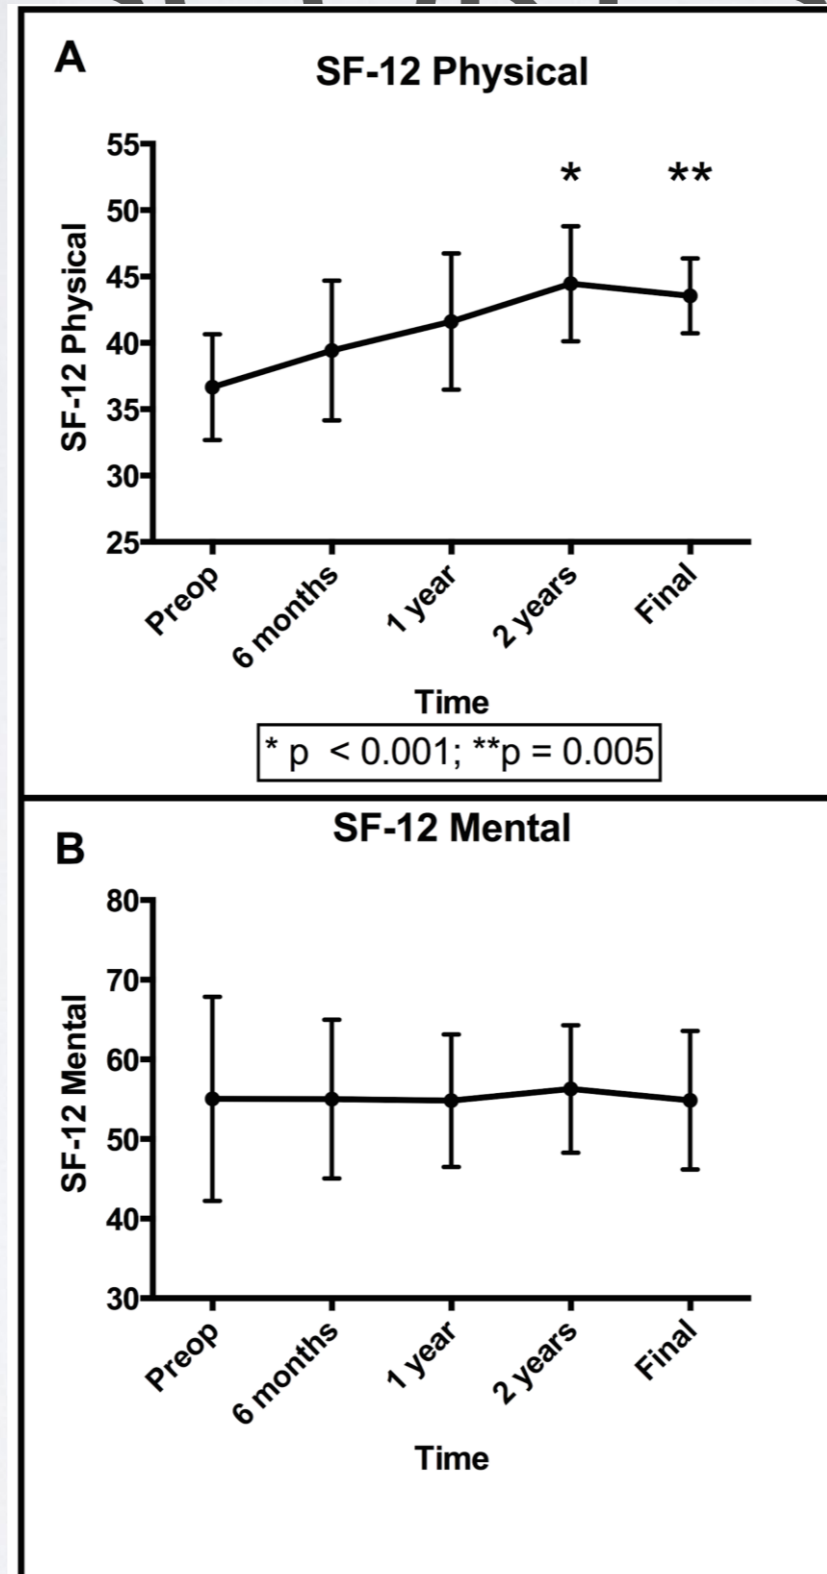 A
SF-12 Physical
SF-12 Physical
55
50
45
40
35
30
25
*
**
Preop
6 months
1 year
2 years
Final
Time
* p < 0.001; **p = 0.005
B
SF-12 Mental
SF-12 Mental
80
70
60
50
40
30
Preop
6 months
1 year
2 years
Final
Time